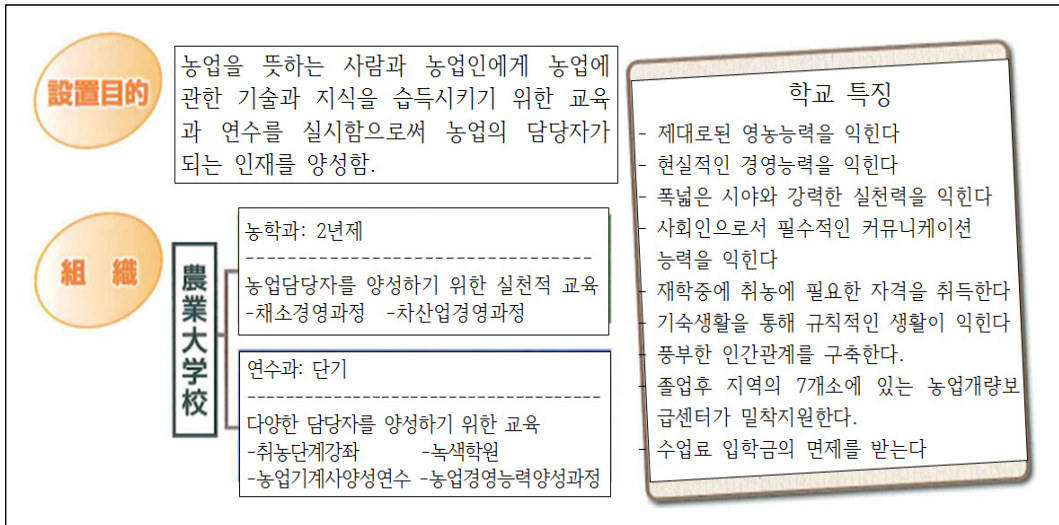 設置目的
농업을 뜻하는 사람과 농업인에게 농업에
관한 기술과 지식을 습득시키기 위한 교육
과 연수를 실시함으로써 농업의 담당자가
되는 인재를 양성함.
組織
農業大学校
농학과: 2년제
농업담당자를 양성하기 위한 실천적 교육
-채소경영과정 -차산업경영과정
연수과: 단기
다양한 담당자를 양성하기 위한 교육
-취농단계강좌 -녹색학원
-농업기계사양성연수 -농업경영능력양성과정
학교 특징
- 제대로된 영농능력을 익힌다
- 현실적인 경영능력을 익힌다
- 폭넓은 시야와 강력한 실천력을 익힌다
- 사회인으로서 필수적인 커뮤니케이션
능력을 익힌다
- 재학중에 취농에 필요한 자격을 취득한다
- 기숙생활을 통해 규칙적인 생활이 익힌다
- 풍부한 인간관계를 구축한다.
- 졸업후 지역의 7개소에 있는 농업개량보
급센터가 밀착지원한다.
- 수업료 입학금의 면제를 받는다